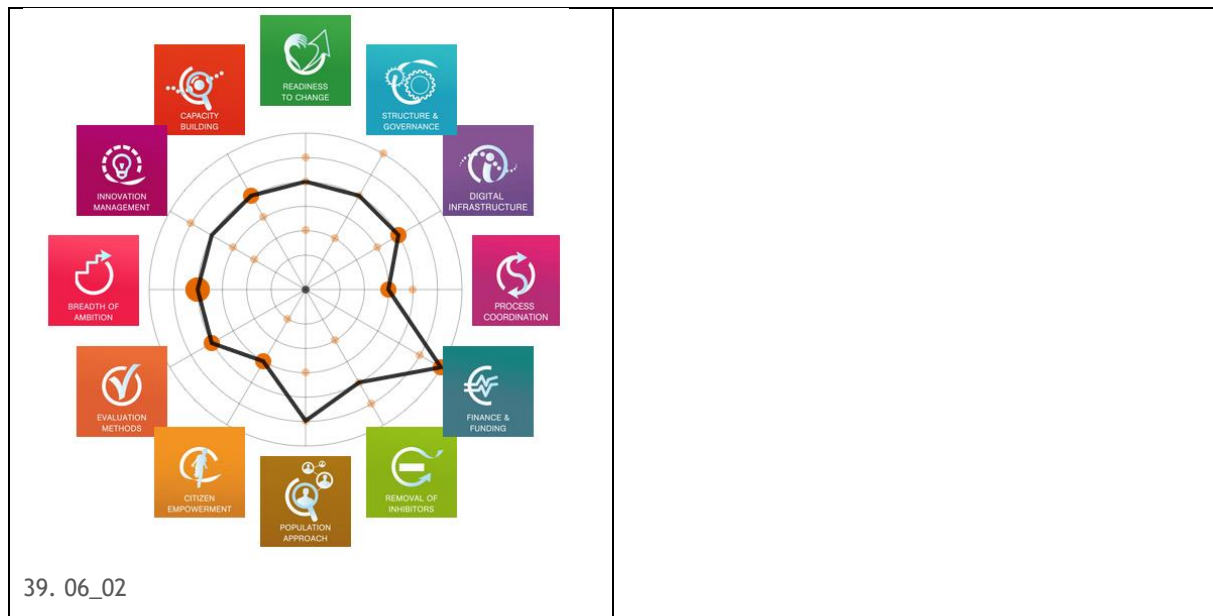 READINESS
TO CHANGE
STRUCTURE &
GOVERNANCE
DIGITAL
INFRASTRUCTURE
PROCESS
COORDINATION
FINANCE &
FUNDING
REMOVAL OF
INHIBITORS
POPULATION
APPROACH
CITIZEN
EMPOWERMENT
EVALUATION
METHODS
BREADTH OF
AMBITION
INNOVATION
MANAGEMENT
CAPACITY
BUILDING
39. 06_02